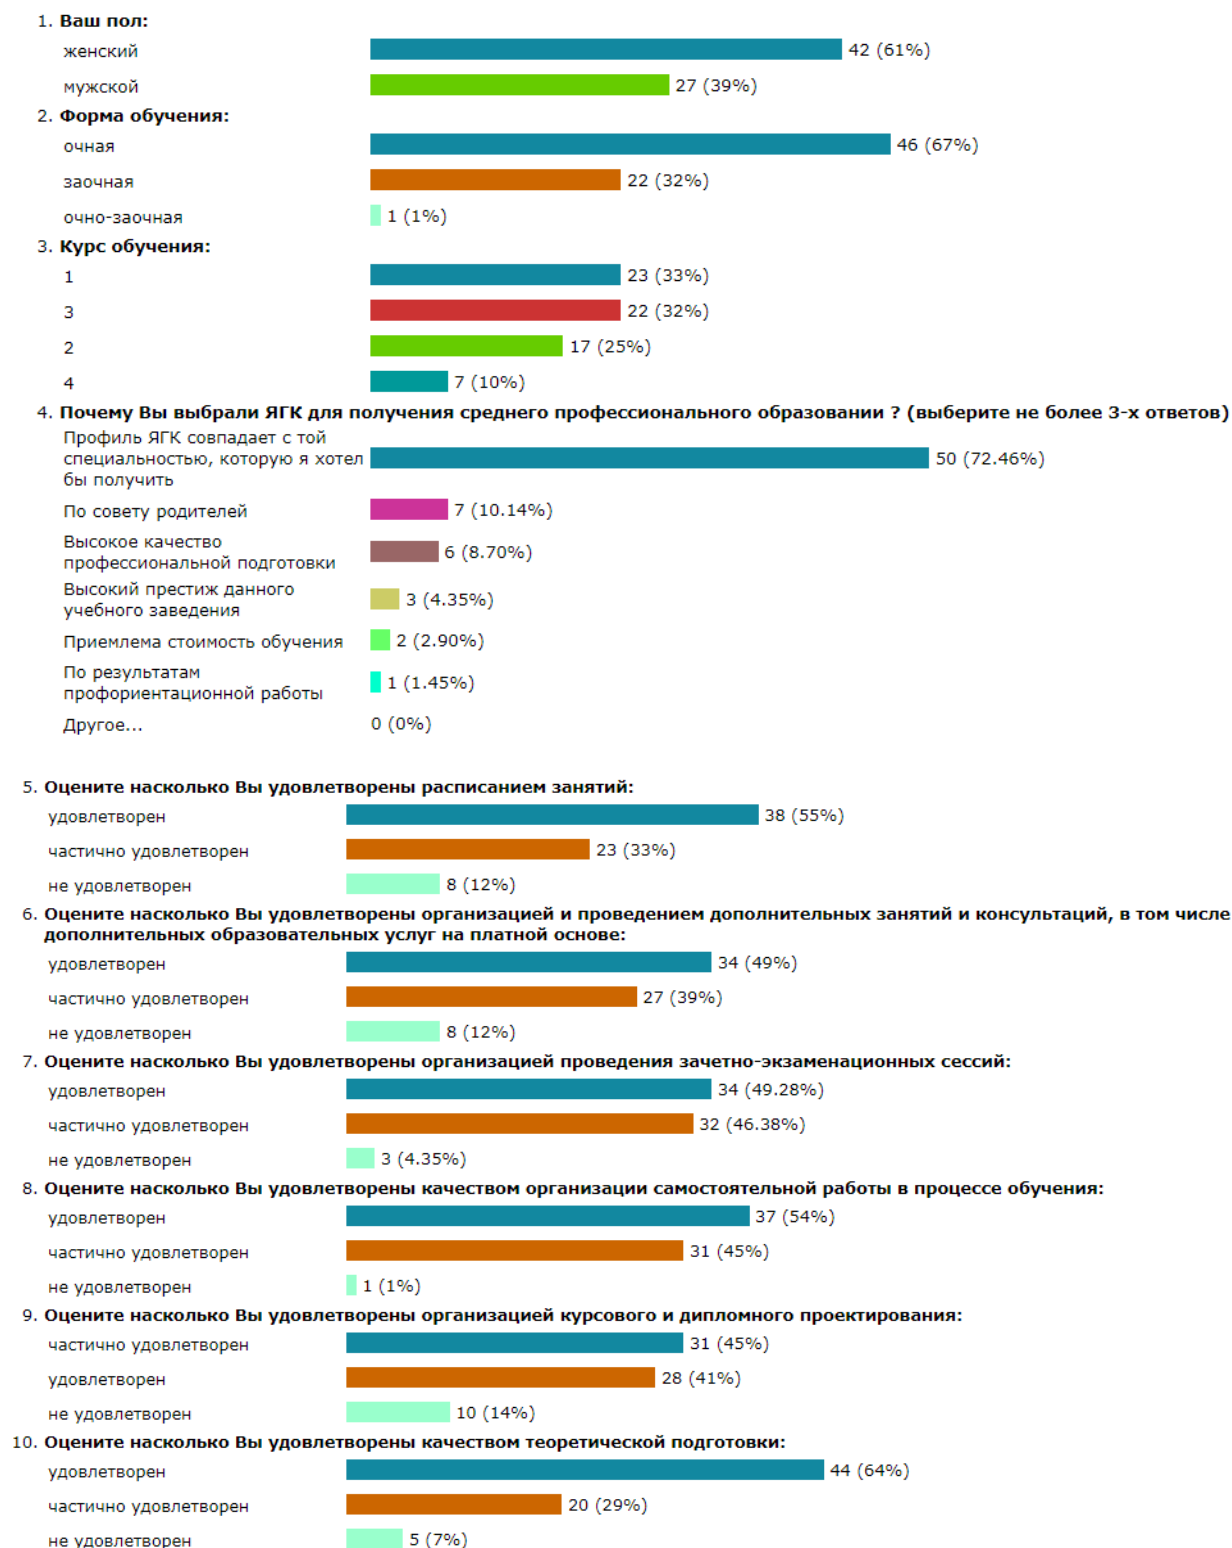 1. Ваш пол:
женский 42 (61%)
мужской 27 (39%)
2. Форма обучения:
очная 46 (67%)
заочная 22 (32%)
очно-заочная 1 (1%)
3. Курс обучения:
1 23 (33%)
3 22 (32%)
2 17 (25%)
4 7 (10%)
4. Почему Вы выбрали ЯГК для получения среднего профессионального образовании ? (выберите не более 3-х ответов)
Профиль ЯГК совпадает с той
специальностью, которую я хотел 50 (72.46%)
бы получить
По совету родителей 7 (10.14%)
Высокое качество
профессиональной подготовки 6 (8.70%)
Высокий престиж данного
учебного заведения 3 (4.35%)
Приемлема стоимость обучения 2 (2.90%)
По результатам
профориентационной работы 1 (1.45%)
Другое... 0 (0%)
5. Оцените насколько Вы удовлетворены расписанием занятий:
удовлетворен 38 (55%)
частично удовлетворен 23 (33%)
не удовлетворен 8 (12%)
6. Оцените насколько Вы удовлетворены организацией и проведением дополнительных занятий и консультаций, в том числе
дополнительных образовательных услуг на платной основе:
удовлетворен 34 (49%)
частично удовлетворен 27 (39%)
не удовлетворен 8 (12%)
7. Оцените насколько Вы удовлетворены организацией проведения зачетно-экзаменационных сессий:
удовлетворен 34 (49.28%)
частично удовлетворен 32 (46.38%)
не удовлетворен 3 (4.35%)
8. Оцените насколько Вы удовлетворены качеством организации самостоятельной работы в процессе обучения:
удовлетворен 37 (54%)
частично удовлетворен 31 (45%)
не удовлетворен 1 (1%)
9. Оцените насколько Вы удовлетворены организацией курсового и дипломного проектирования:
частично удовлетворен 31 (45%)
удовлетворен 28 (41%)
не удовлетворен 10 (14%)
10. Оцените насколько Вы удовлетворены качеством теоретической подготовки:
удовлетворен 44 (64%)
частично удовлетворен 20 (29%)
не удовлетворен 5 (7%)